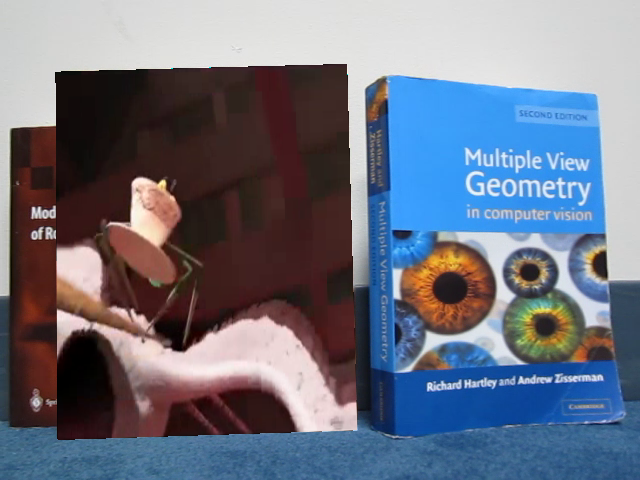 Mod
of Ro
SECOND EDITION
Multiple View
Geometry
in computer vision
Richard Hartley and Andrew Zisserman
CAMBRIDGE
Hartley and
Zisserman
Multiple View Geometry